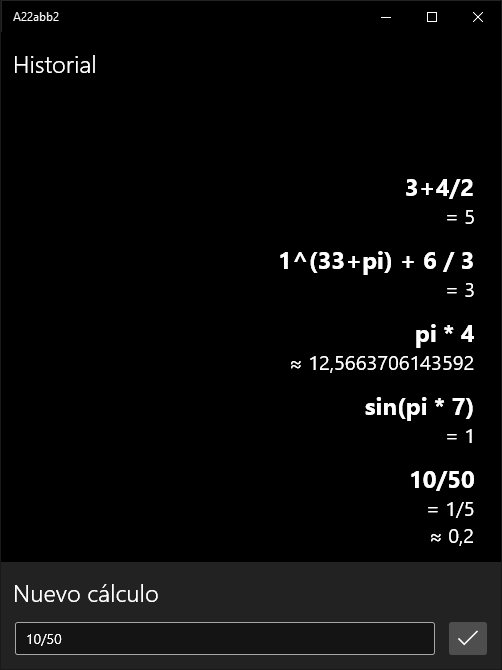 A22abb2
Historial
3+4/2
= 5
1^(33+pi) + 6 / 3
= 3
pi * 4
≈ 12,5663706143592
sin(pi * 7)
= 1
10/50
= 1/5
≈ 0,2
Nuevo cálculo
10/50